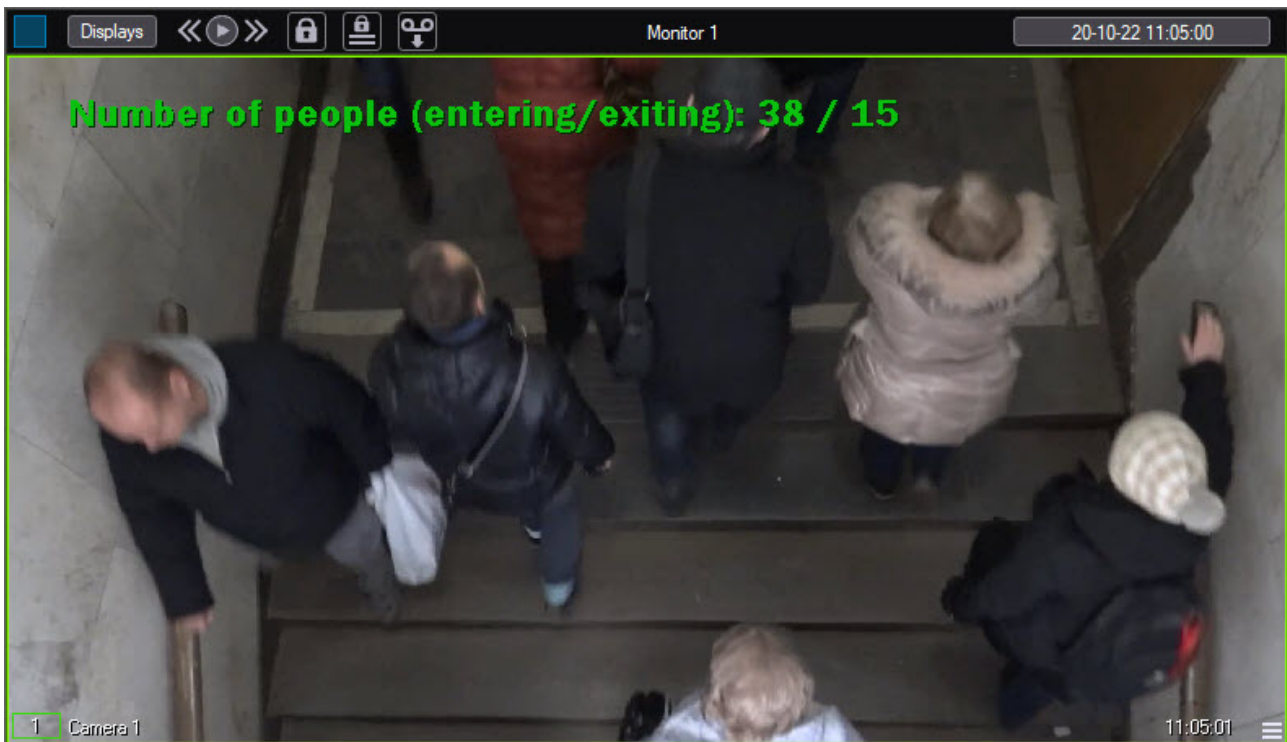 Displays
Monitor 1
20-10-22 11:05:00
Number of people (entering/exiting): 38 / 15
1 Camera 1
11:05:01